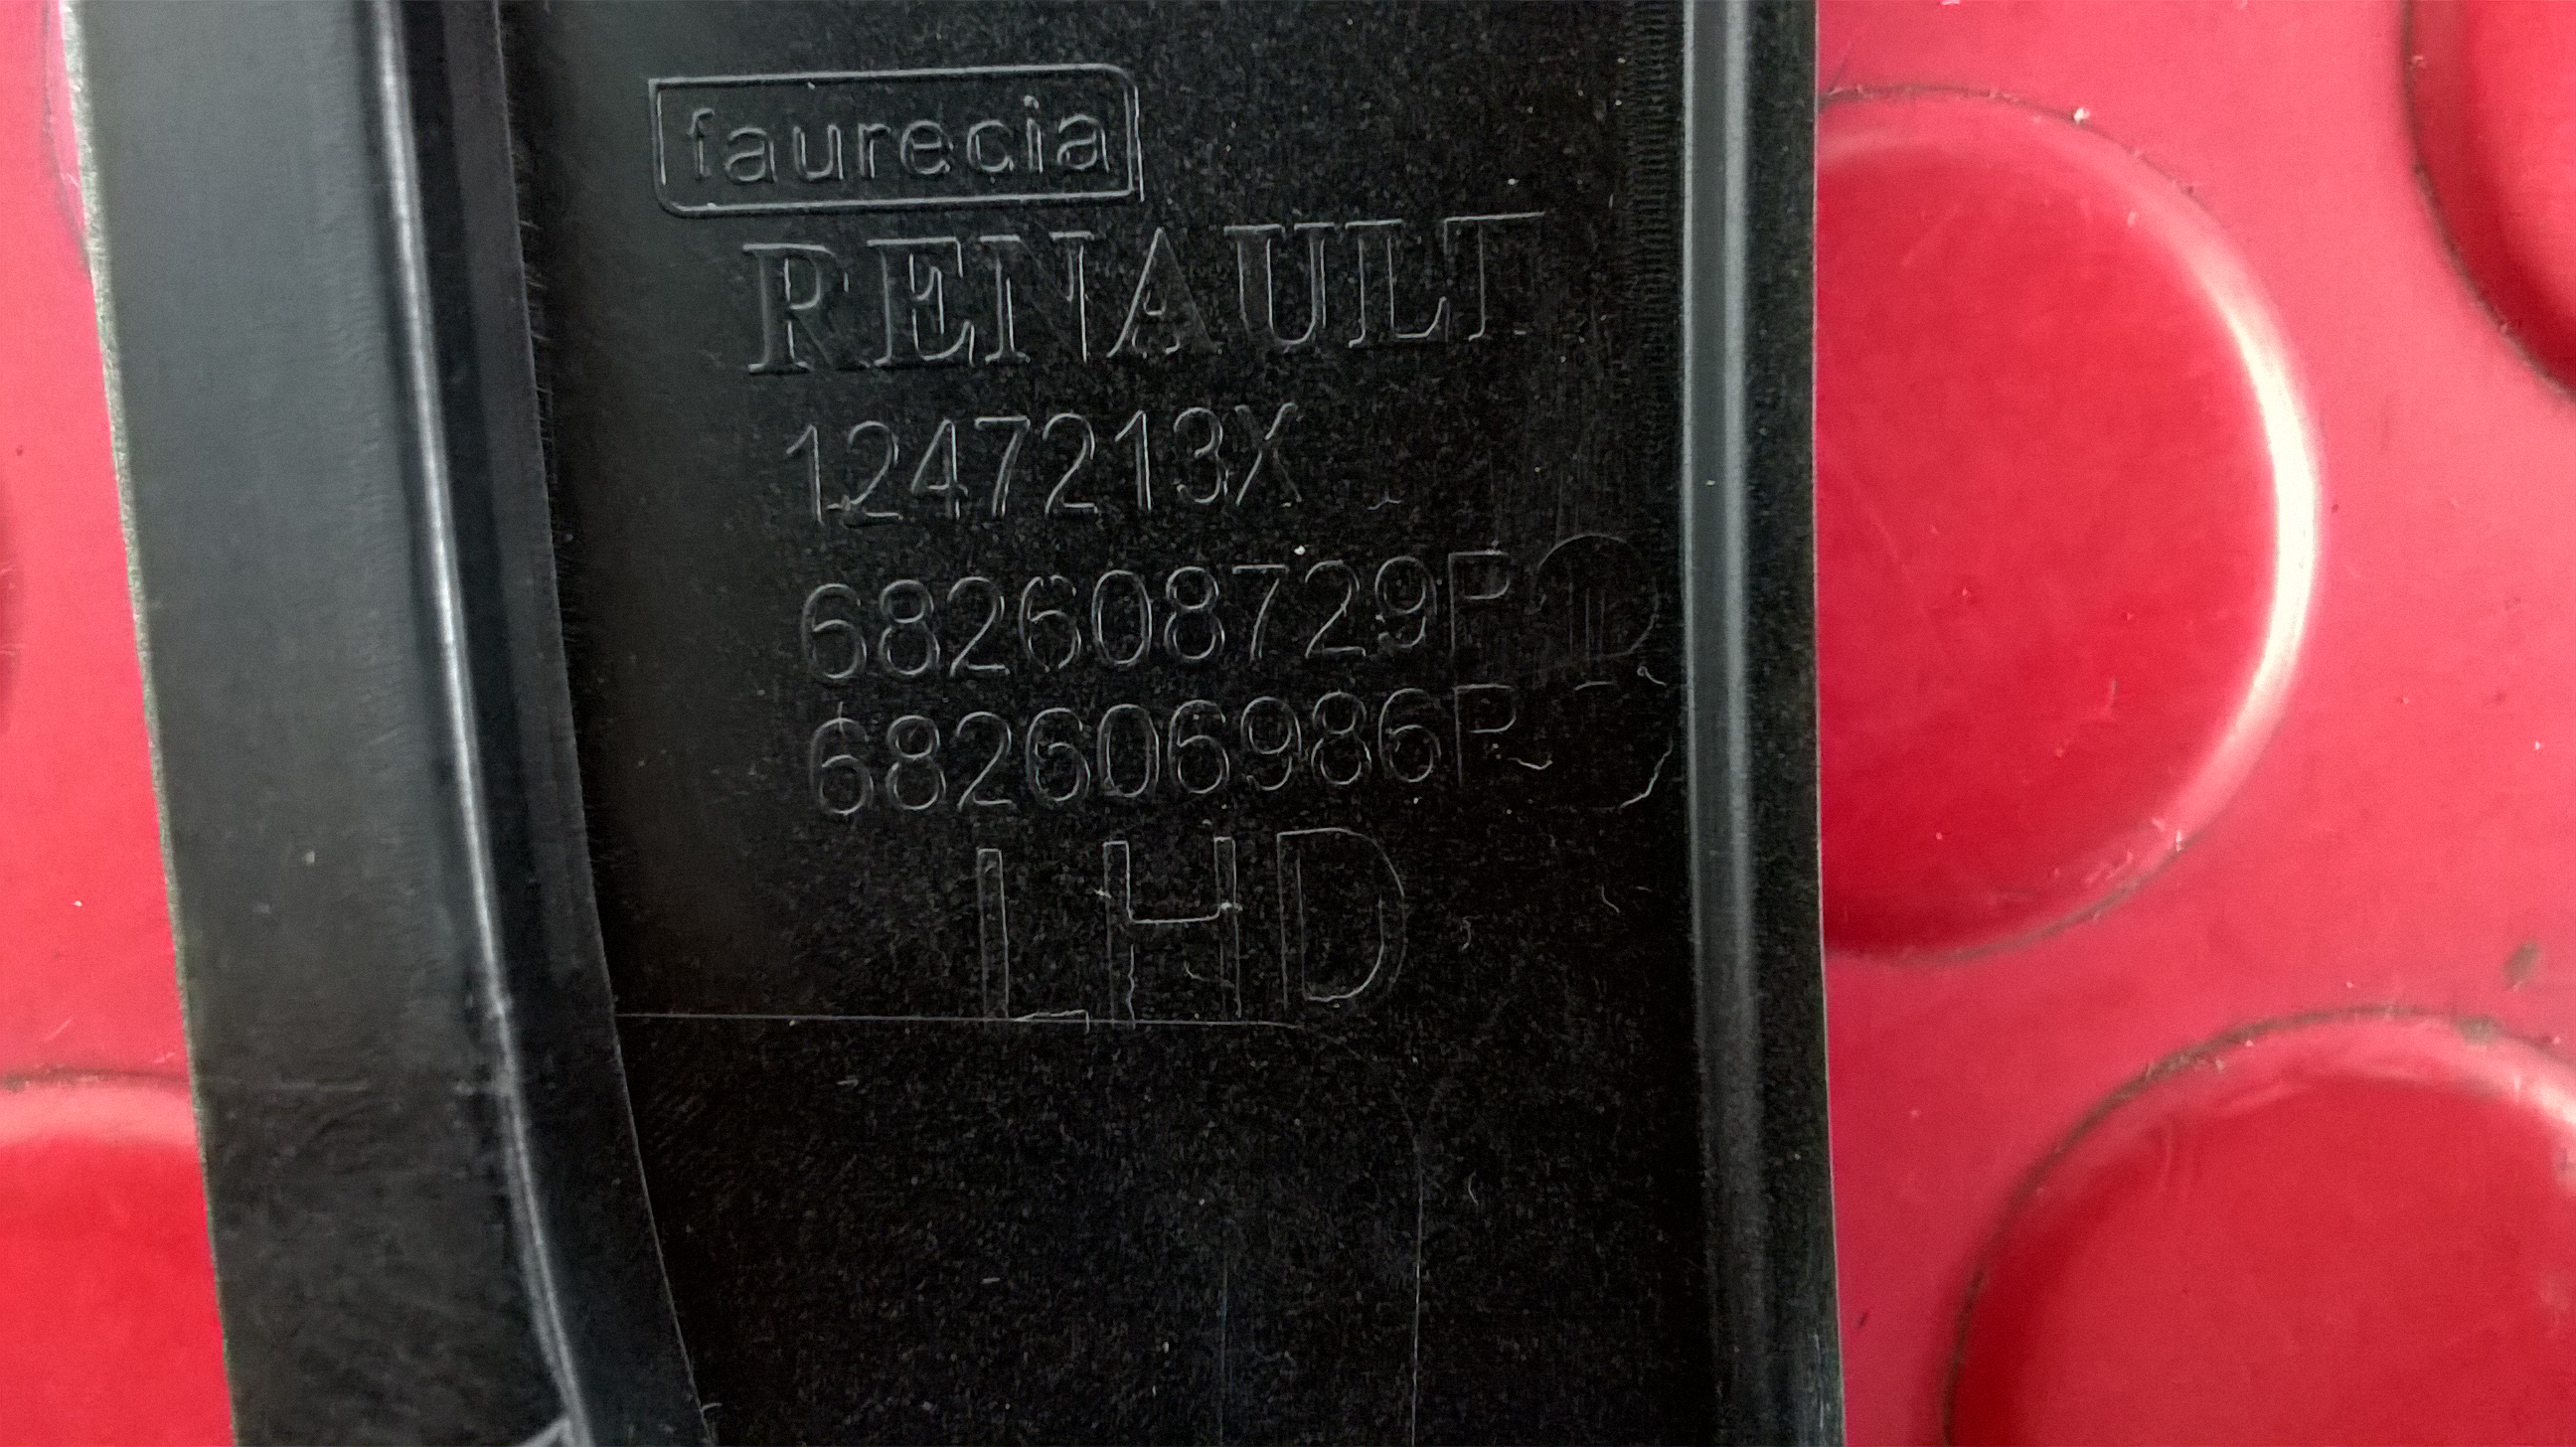 faurecia
RENAULT
1247213X
682608729R
682606986R
LHD